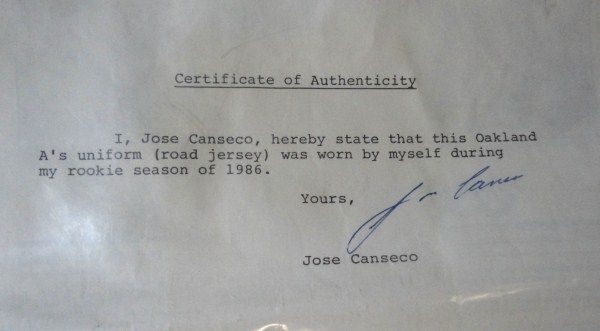 Certificate of Authenticity
I, Jose Canseco, hereby state that this Oakland
A's uniform (road jersey) was worn by myself during
my rookie season of 1986.
Yours,
Jose Canseco